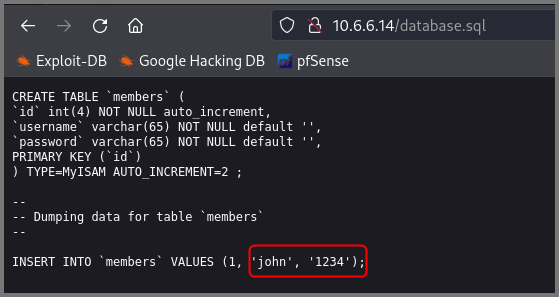 10.6.6.14/database.sql
Exploit-DB Google Hacking DB pfSense
CREATE TABLE `members` (
`id` int(4) NOT NULL auto_increment,
`username` varchar(65) NOT NULL default '',
`password` varchar(65) NOT NULL default '',
PRIMARY KEY (`id`)
) TYPE=MyISAM AUTO_INCREMENT=2 ;
--
-- Dumping data for table `members`
--
INSERT INTO `members` VALUES (1, 'john', '1234');